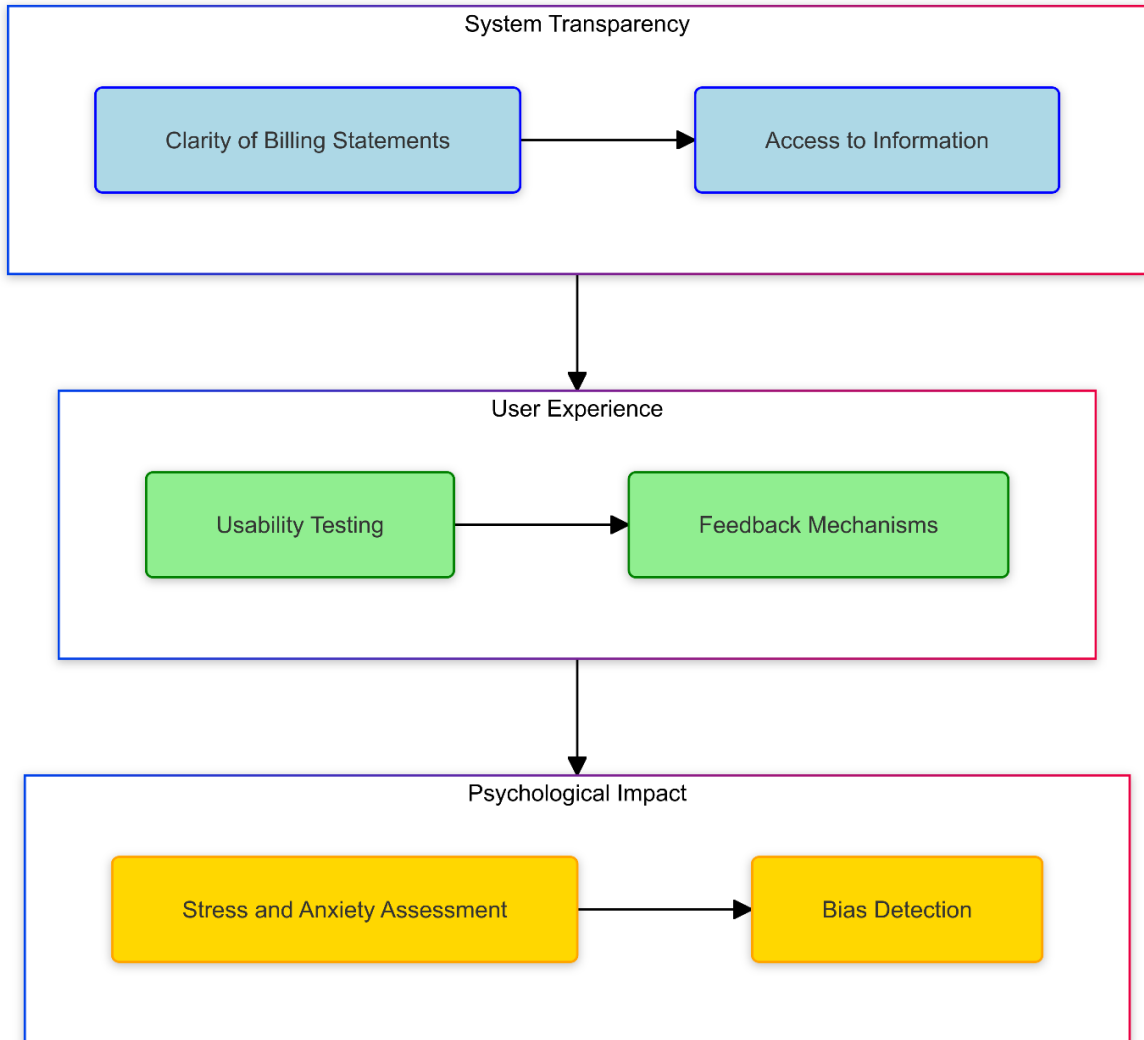 System Transparency
Clarity of Billing Statements
Access to Information
User Experience
Usability Testing
Feedback Mechanisms
Psychological Impact
Stress and Anxiety Assessment
Bias Detection